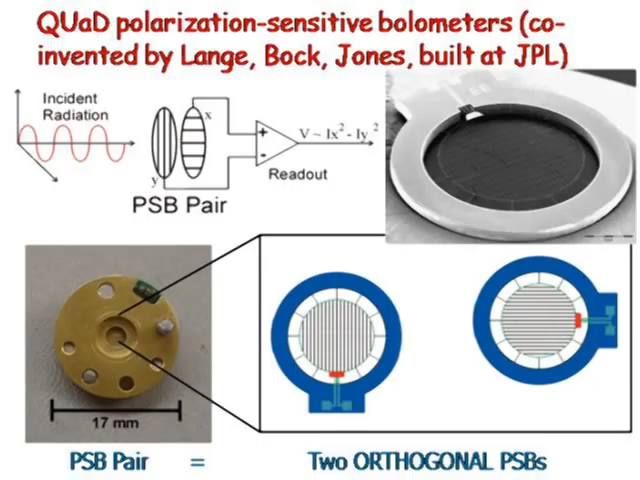 QUaD polarization-sensitive bolometers (co-
invented by Lange, Bock, Jones, built at JPL)
Incident
Radiation
x
y
PSB Pair
+
-
V ~ Ix² - Iy²
Readout
17 mm
PSB Pair = Two ORTHOGONAL PSBs